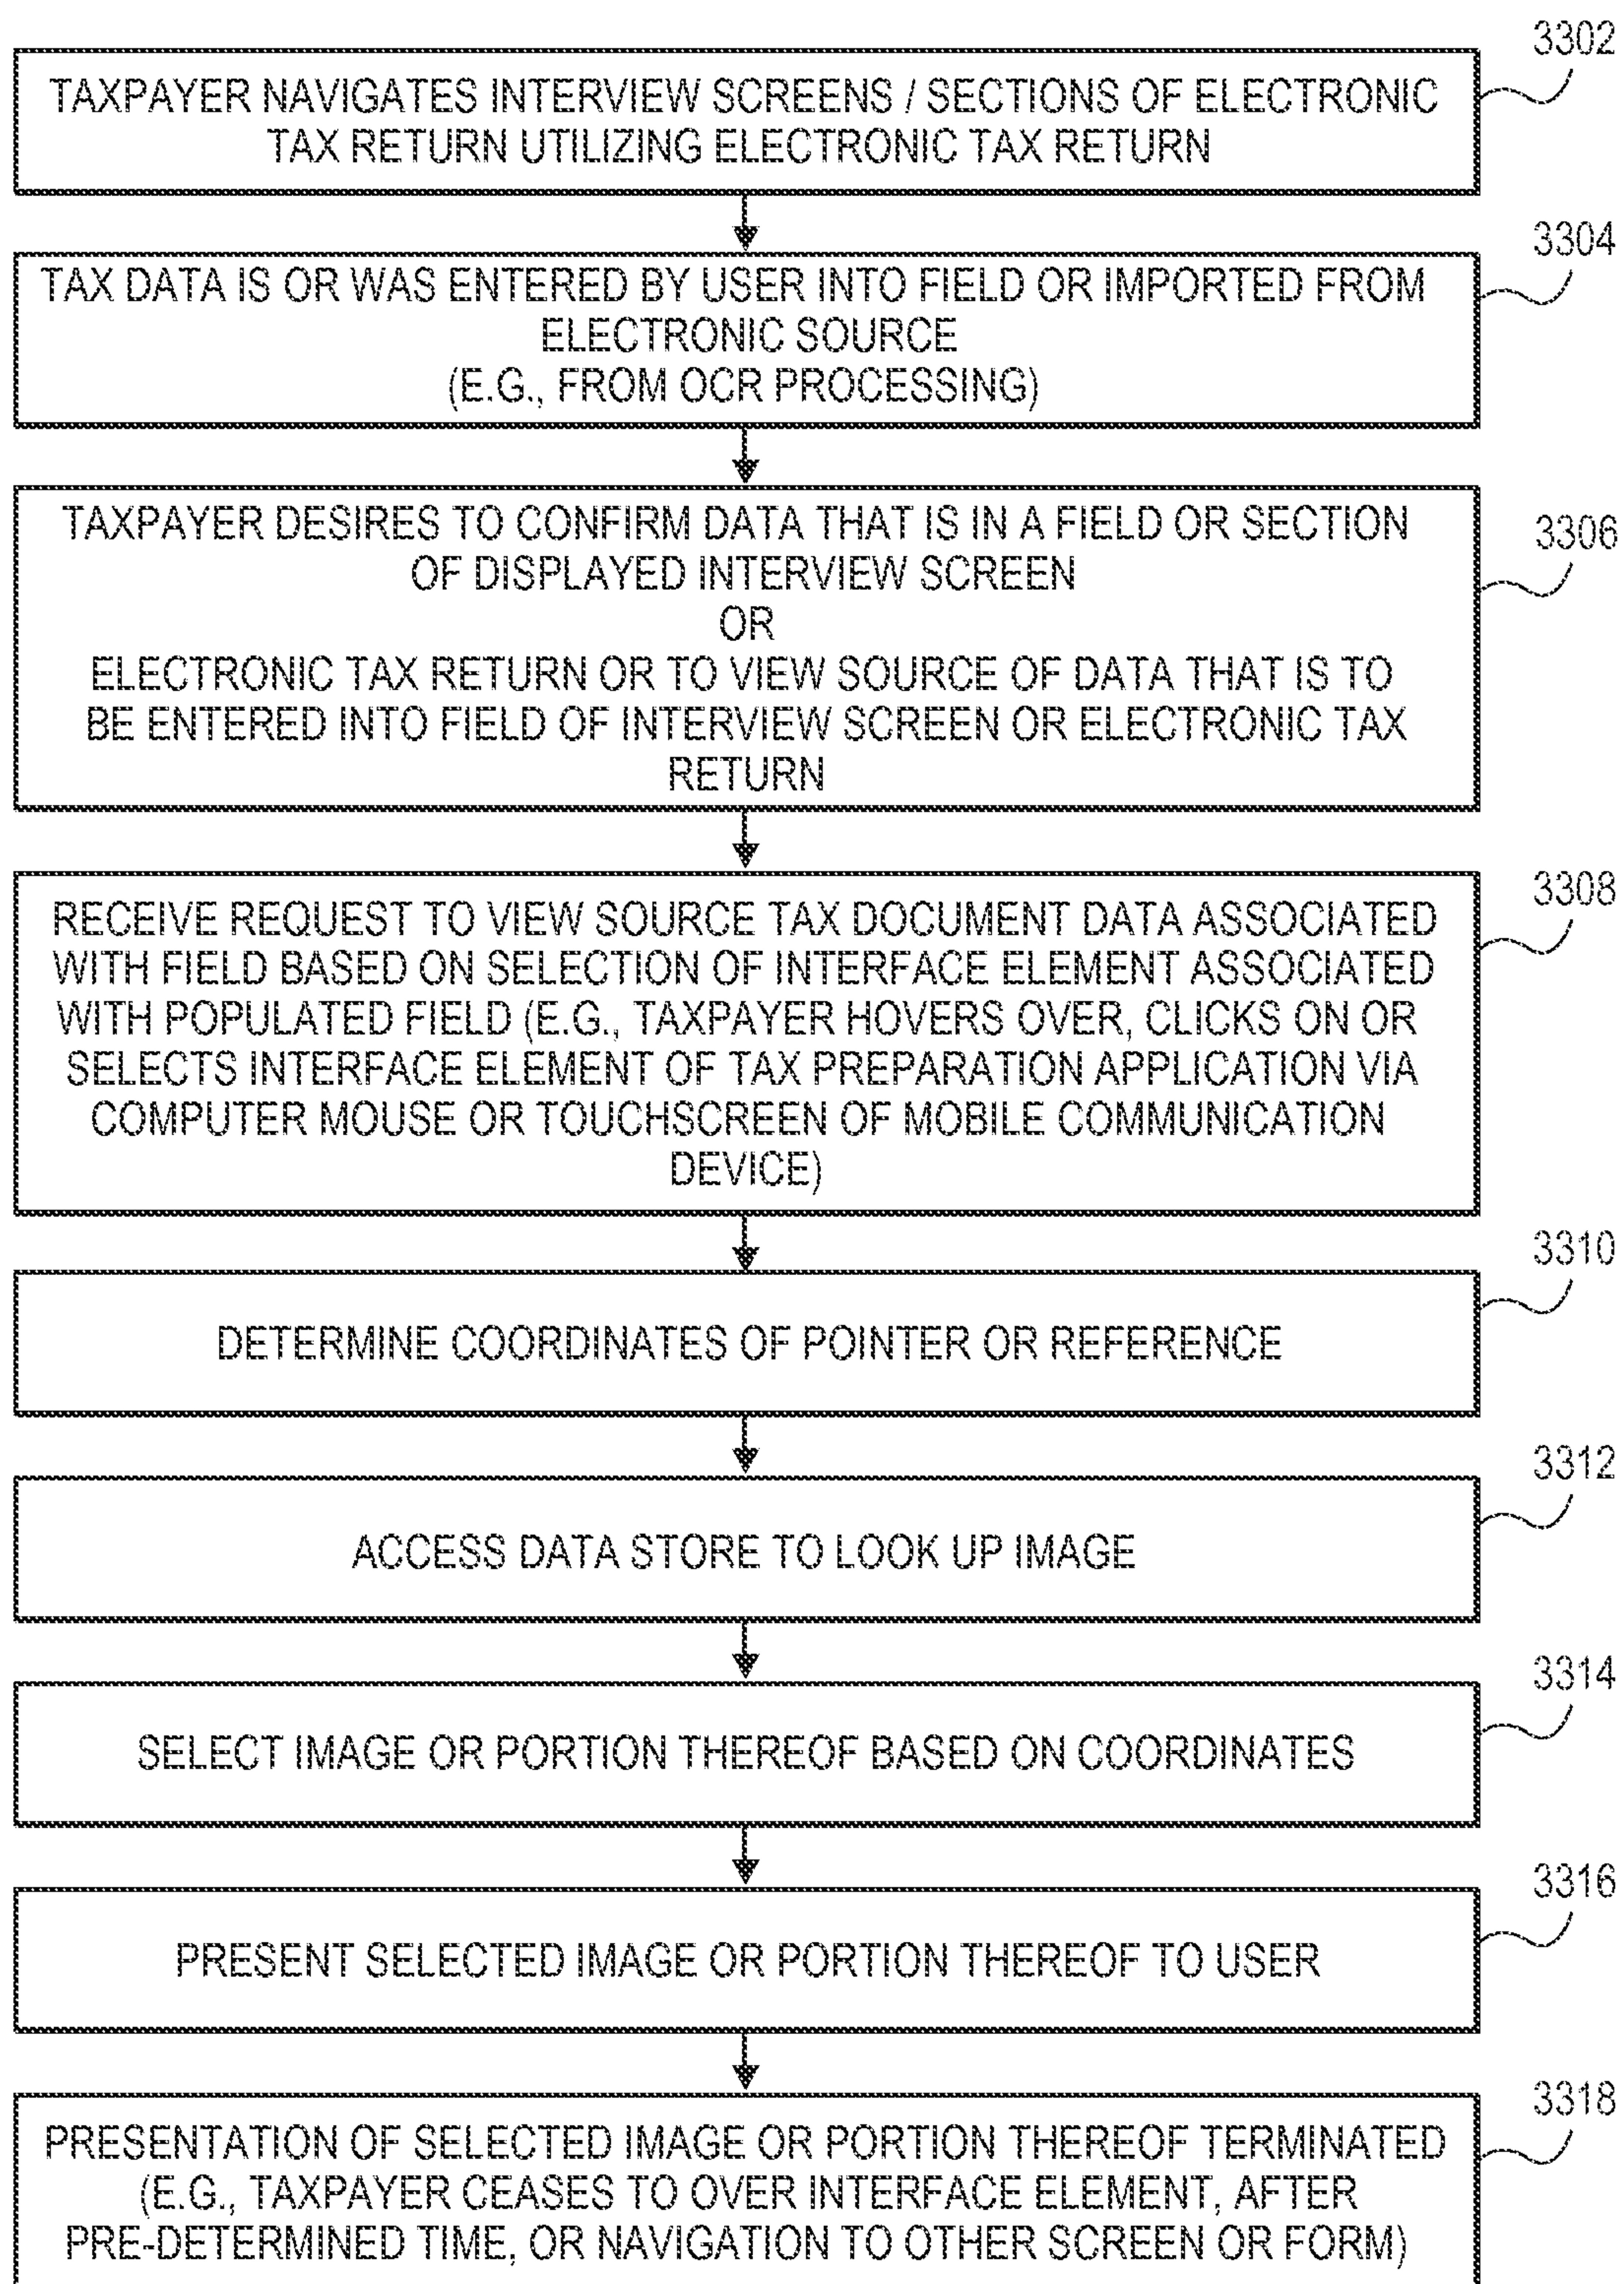 3302
TAXPAYER NAVIGATES INTERVIEW SCREENS / SECTIONS OF ELECTRONIC
TAX RETURN UTILIZING ELECTRONIC TAX RETURN
3304
TAX DATA IS OR WAS ENTERED BY USER INTO FIELD OR IMPORTED FROM
ELECTRONIC SOURCE
(E.G., FROM OCR PROCESSING)
3306
TAXPAYER DESIRES TO CONFIRM DATA THAT IS IN A FIELD OR SECTION
OF DISPLAYED INTERVIEW SCREEN
OR
ELECTRONIC TAX RETURN OR TO VIEW SOURCE OF DATA THAT IS TO
BE ENTERED INTO FIELD OF INTERVIEW SCREEN OR ELECTRONIC TAX
RETURN
3308
RECEIVE REQUEST TO VIEW SOURCE TAX DOCUMENT DATA ASSOCIATED
WITH FIELD BASED ON SELECTION OF INTERFACE ELEMENT ASSOCIATED
WITH POPULATED FIELD (E.G., TAXPAYER HOVERS OVER, CLICKS ON OR
SELECTS INTERFACE ELEMENT OF TAX PREPARATION APPLICATION VIA
COMPUTER MOUSE OR TOUCHSCREEN OF MOBILE COMMUNICATION
DEVICE)
3310
DETERMINE COORDINATES OF POINTER OR REFERENCE
3312
ACCESS DATA STORE TO LOOK UP IMAGE
3314
SELECT IMAGE OR PORTION THEREOF BASED ON COORDINATES
3316
PRESENT SELECTED IMAGE OR PORTION THEREOF TO USER
3318
PRESENTATION OF SELECTED IMAGE OR PORTION THEREOF TERMINATED
(E.G., TAXPAYER CEASES TO OVER INTERFACE ELEMENT, AFTER
PRE-DETERMINED TIME, OR NAVIGATION TO OTHER SCREEN OR FORM)